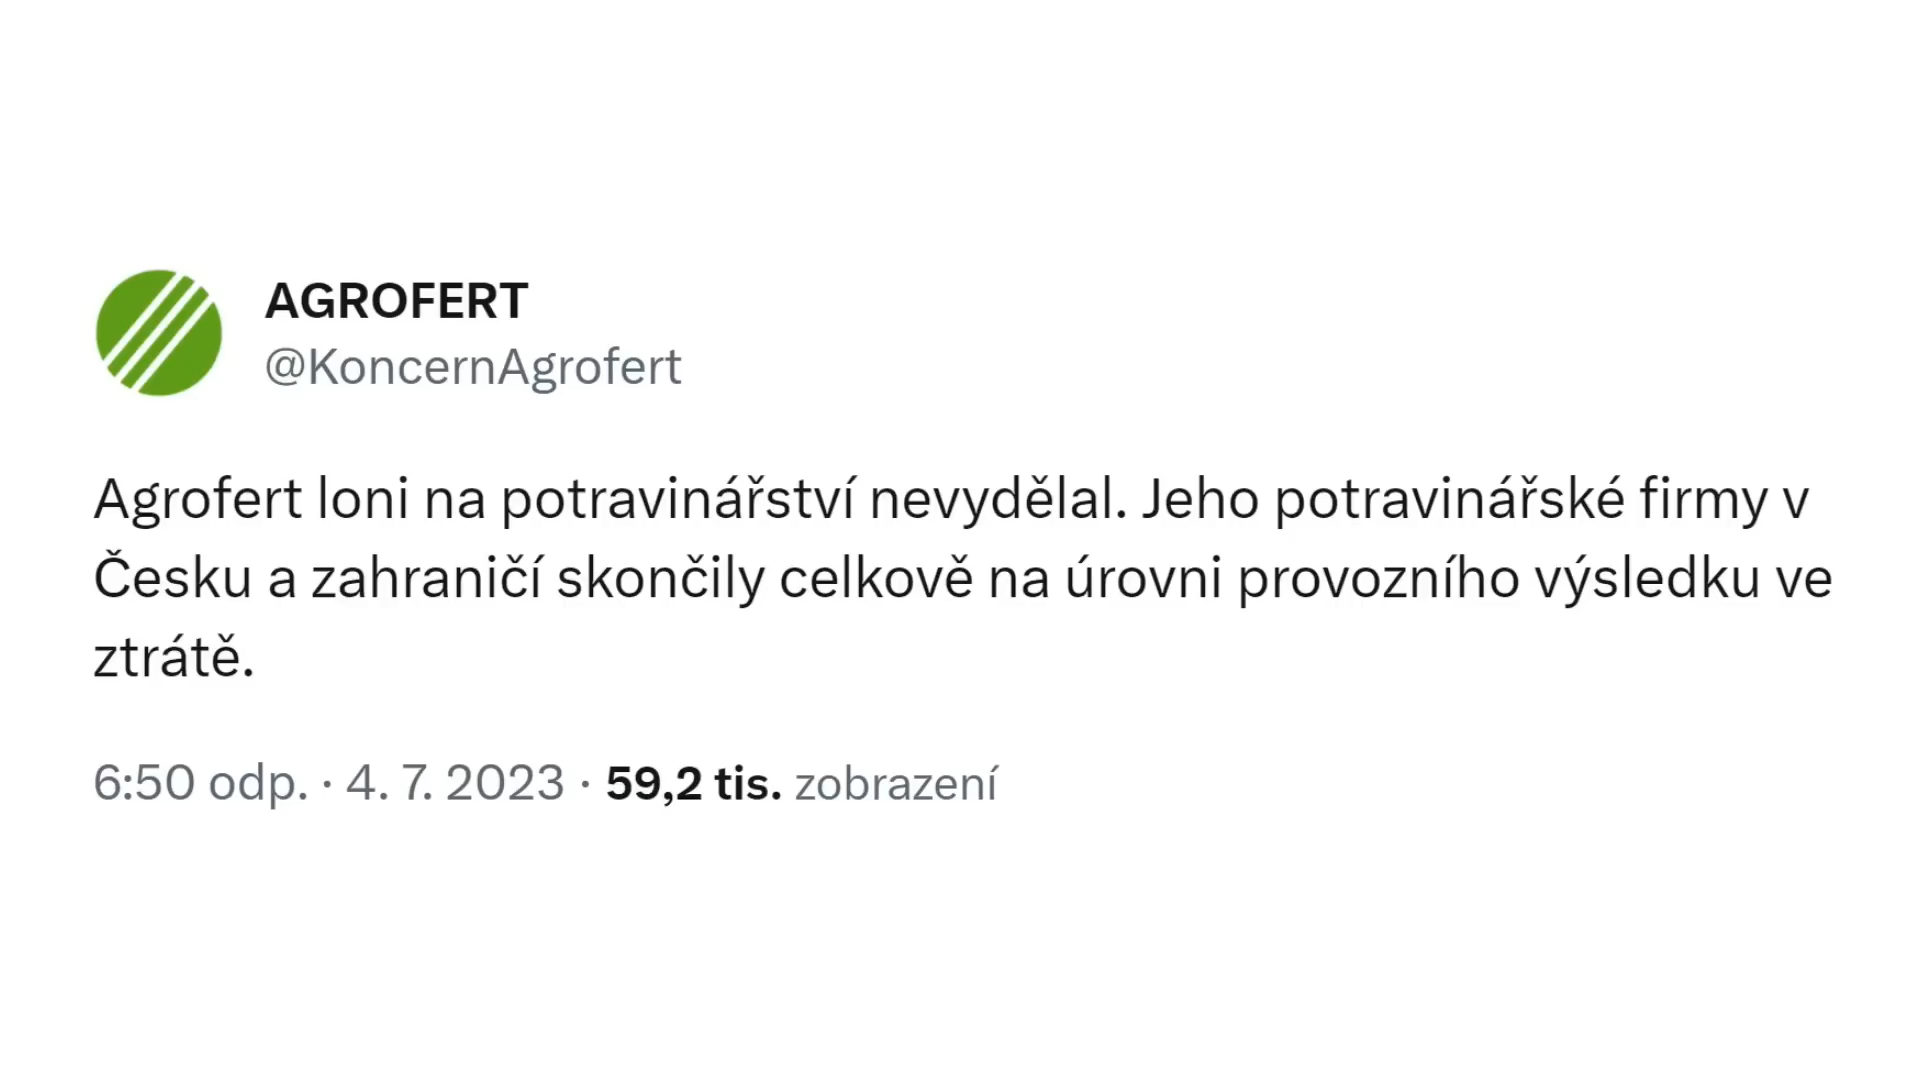 AGROFERT
@KoncernAgrofert
Agrofert loni na potravinářství nevydělal. Jeho potravinářské firmy v
Česku a zahraničí skončily celkově na úrovni provozního výsledku ve
ztrátě.
6:50 odp. · 4. 7. 2023 · 59,2 tis. zobrazení